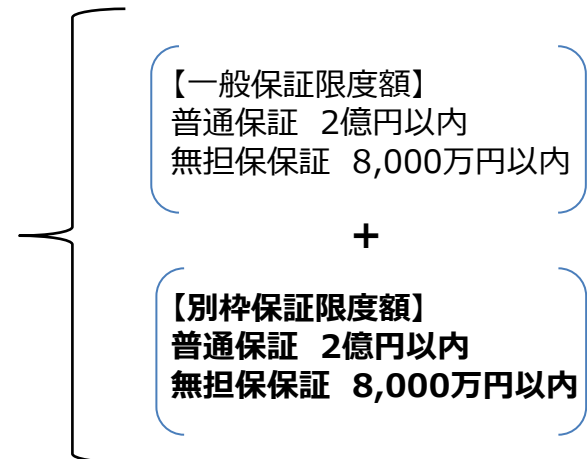 【一般保証限度額】
普通保証 2億円以内
無担保保証 8,000万円以内
+
【別枠保証限度額】
普通保証 2億円以内
無担保保証 8,000万円以内